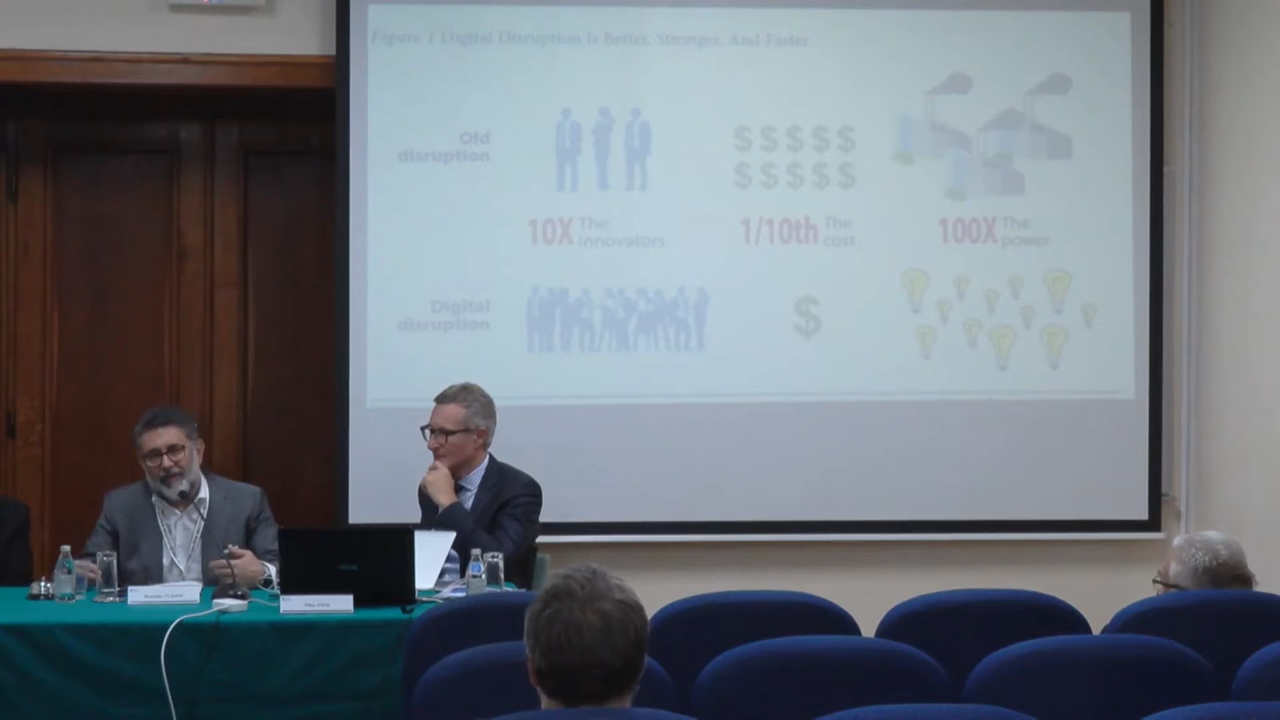 Figure 1 Digital Disruption Is Better, Stronger, And Faster
Old
disruption
$ $ $ $ $
$ $ $ $ $
10X The
innovators
1/10th The
cost
100X The
power
Digital
disruption
$